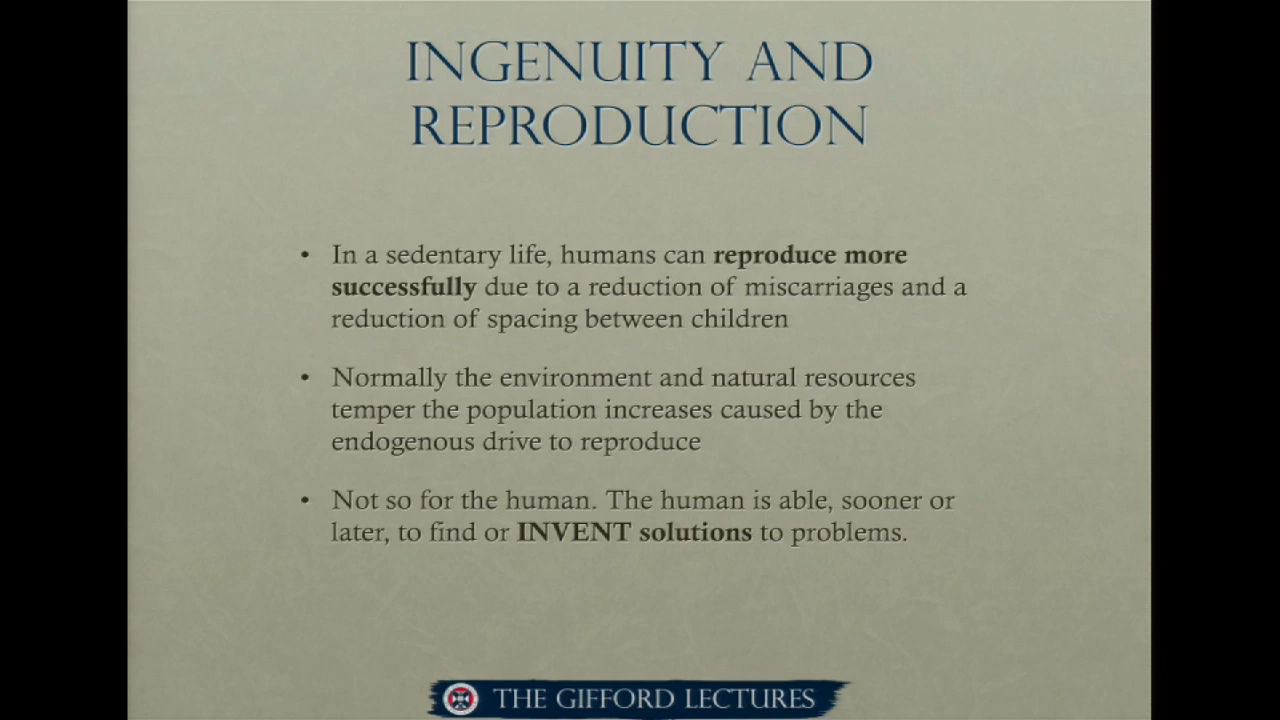 INGENUITY AND
REPRODUCTION
• In a sedentary life, humans can reproduce more
successfully due to a reduction of miscarriages and a
reduction of spacing between children
• Normally the environment and natural resources
temper the population increases caused by the
endogenous drive to reproduce
• Not so for the human. The human is able, sooner or
later, to find or INVENT solutions to problems.
THE GIFFORD LECTURES